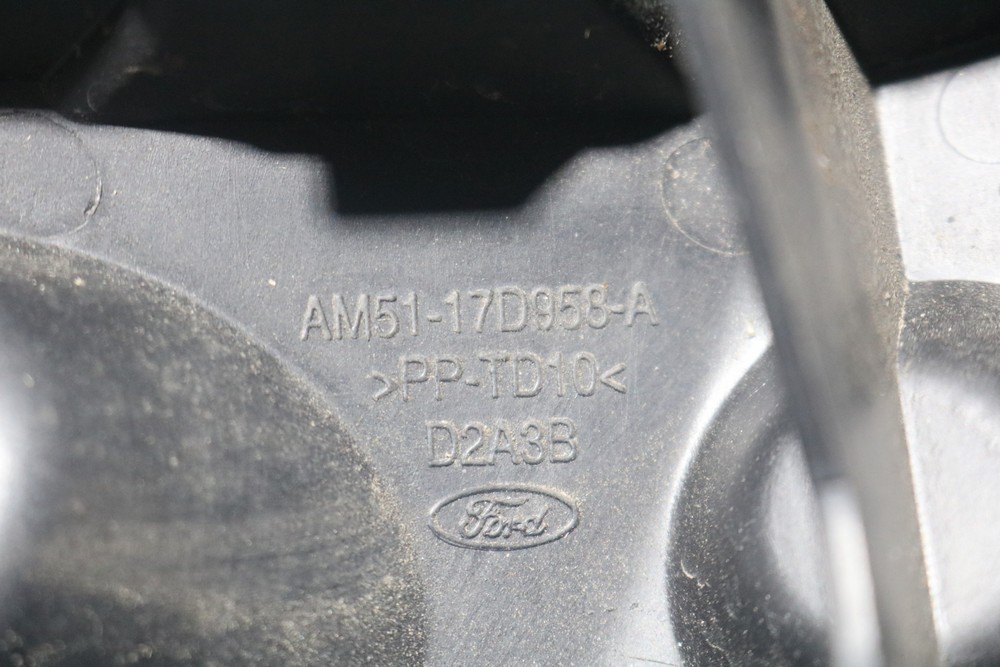 AM51-17D958-A
>PP-TD10<
D2A3B
Ford